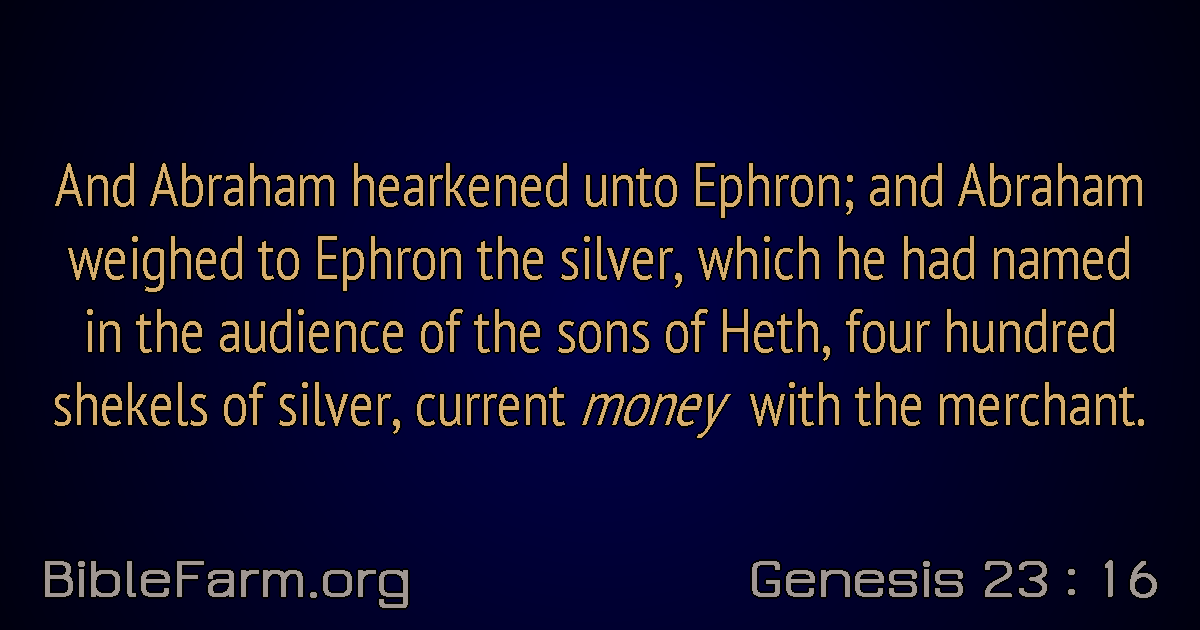 And Abraham hearkened unto Ephron; and Abraham
weighed to Ephron the silver, which he had named
in the audience of the sons of Heth, four hundred
shekels of silver, current money with the merchant.
BibleFarm.org
Genesis 23 : 16